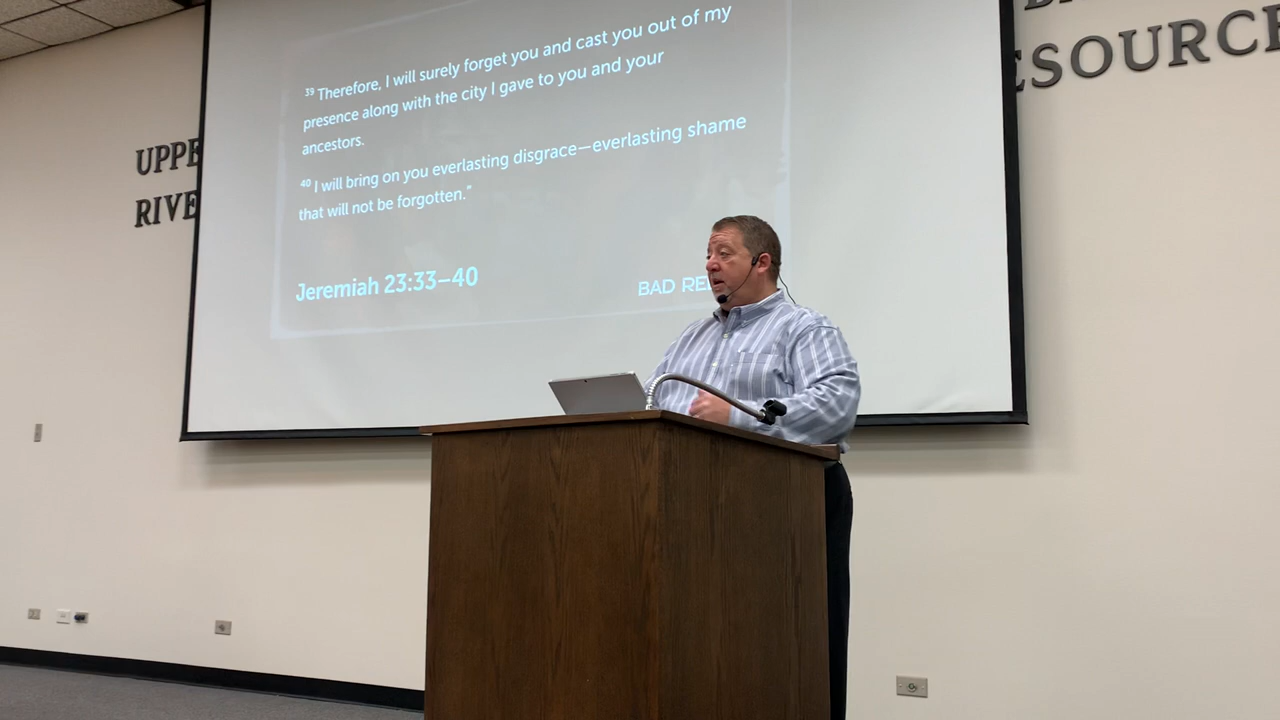 39 Therefore, I will surely forget you and cast you out of my
presence along with the city I gave to you and your
ancestors.
40 I will bring on you everlasting disgrace—everlasting shame
that will not be forgotten.”
Jeremiah 23:33–40
BAD
UPPE
RIVE
ESOURCE